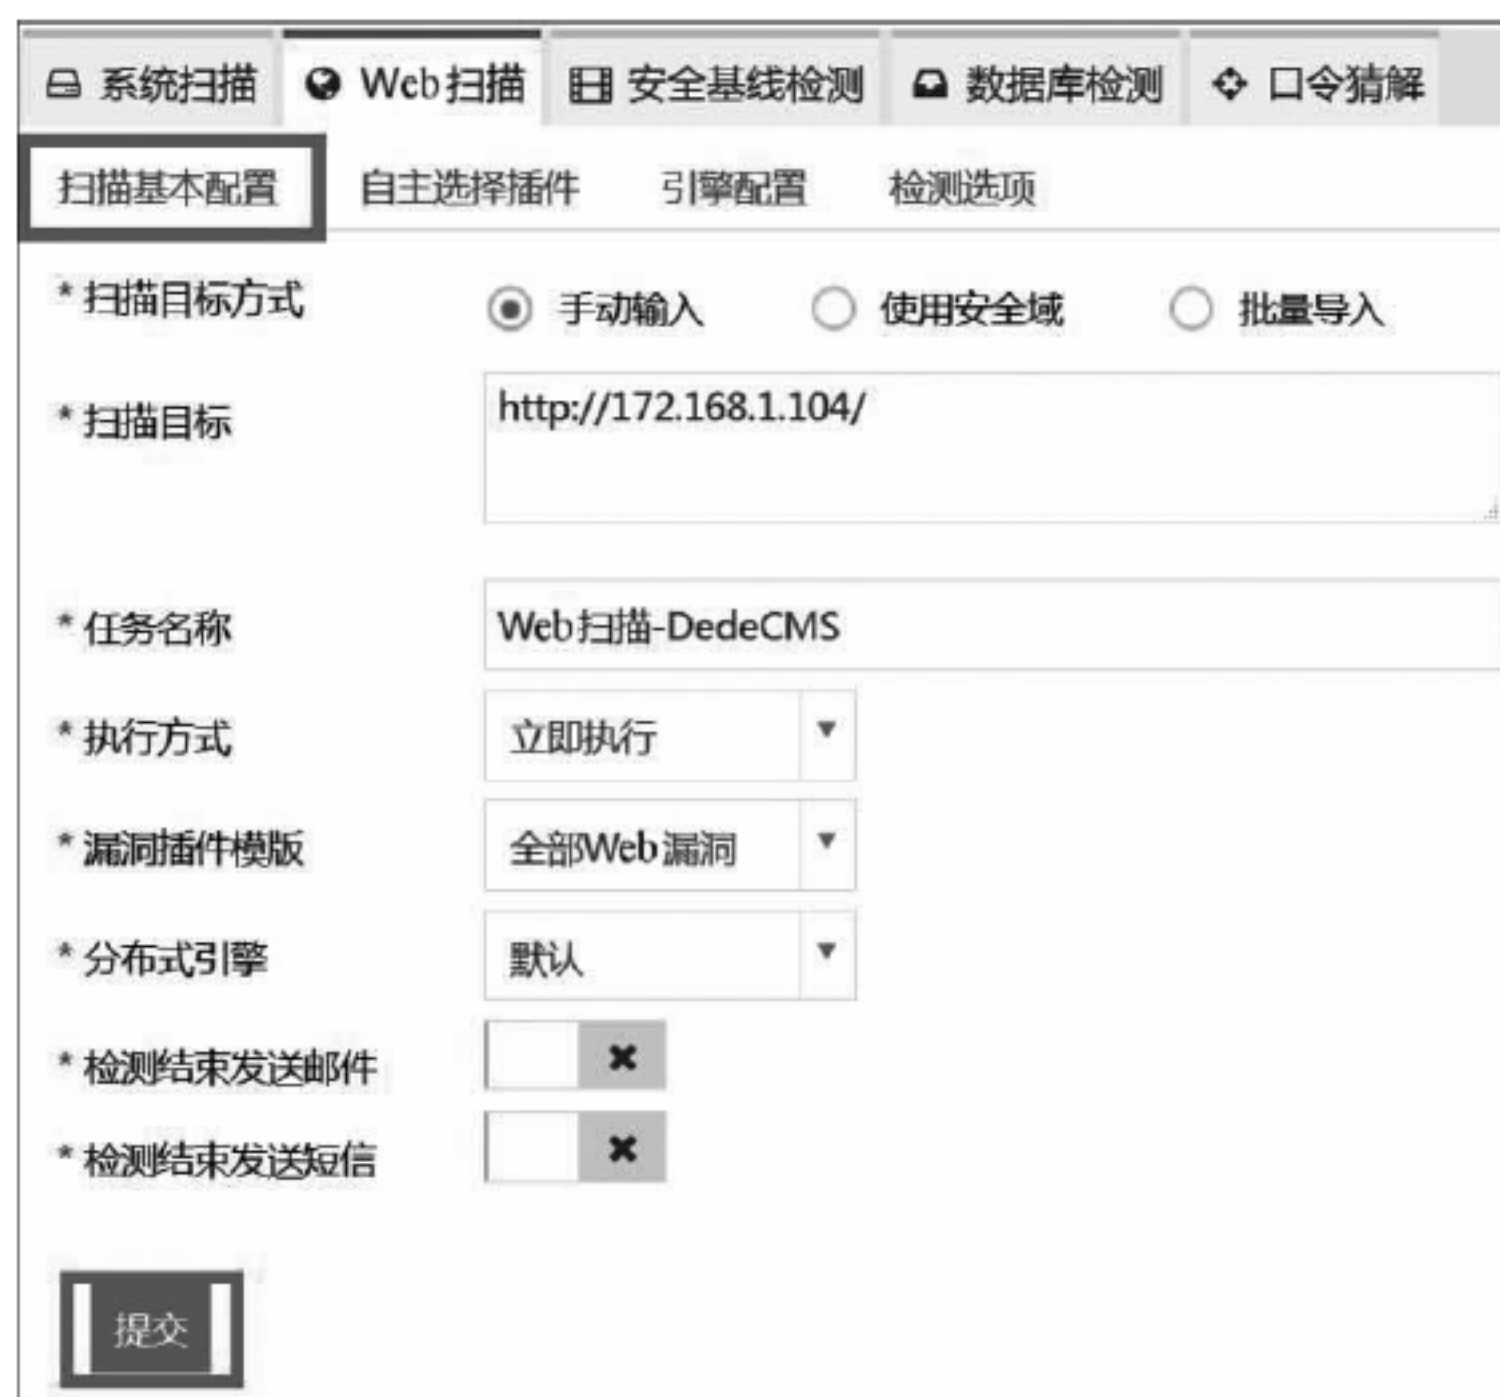 系统扫描 Web扫描 安全基线检测 数据库检测 口令猜解
扫描基本配置 自主选择插件 引擎配置 检测选项
* 扫描目标方式 手动输入 使用安全域 批量导入
* 扫描目标 http://172.168.1.104/
* 任务名称 Web扫描-DedeCMS
* 执行方式 立即执行
* 漏洞插件模版 全部Web漏洞
* 分布式引擎 默认
* 检测结束发送邮件
* 检测结束发送短信
提交